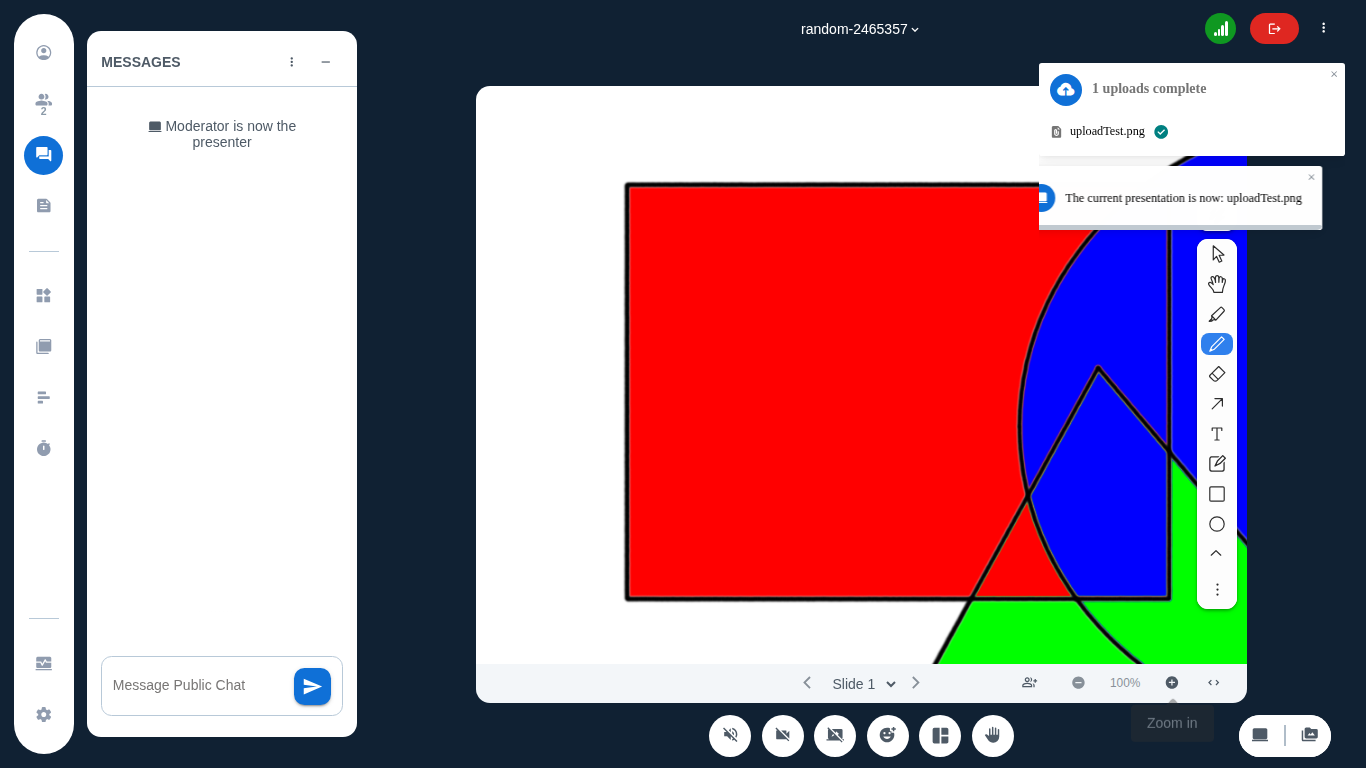 random-2465357
MESSAGES
2
Moderator is now the
presenter
1 uploads complete
uploadTest.png
The current presentation is now: uploadTest.png
T
Slide 1
100%
Zoom in
Message Public Chat